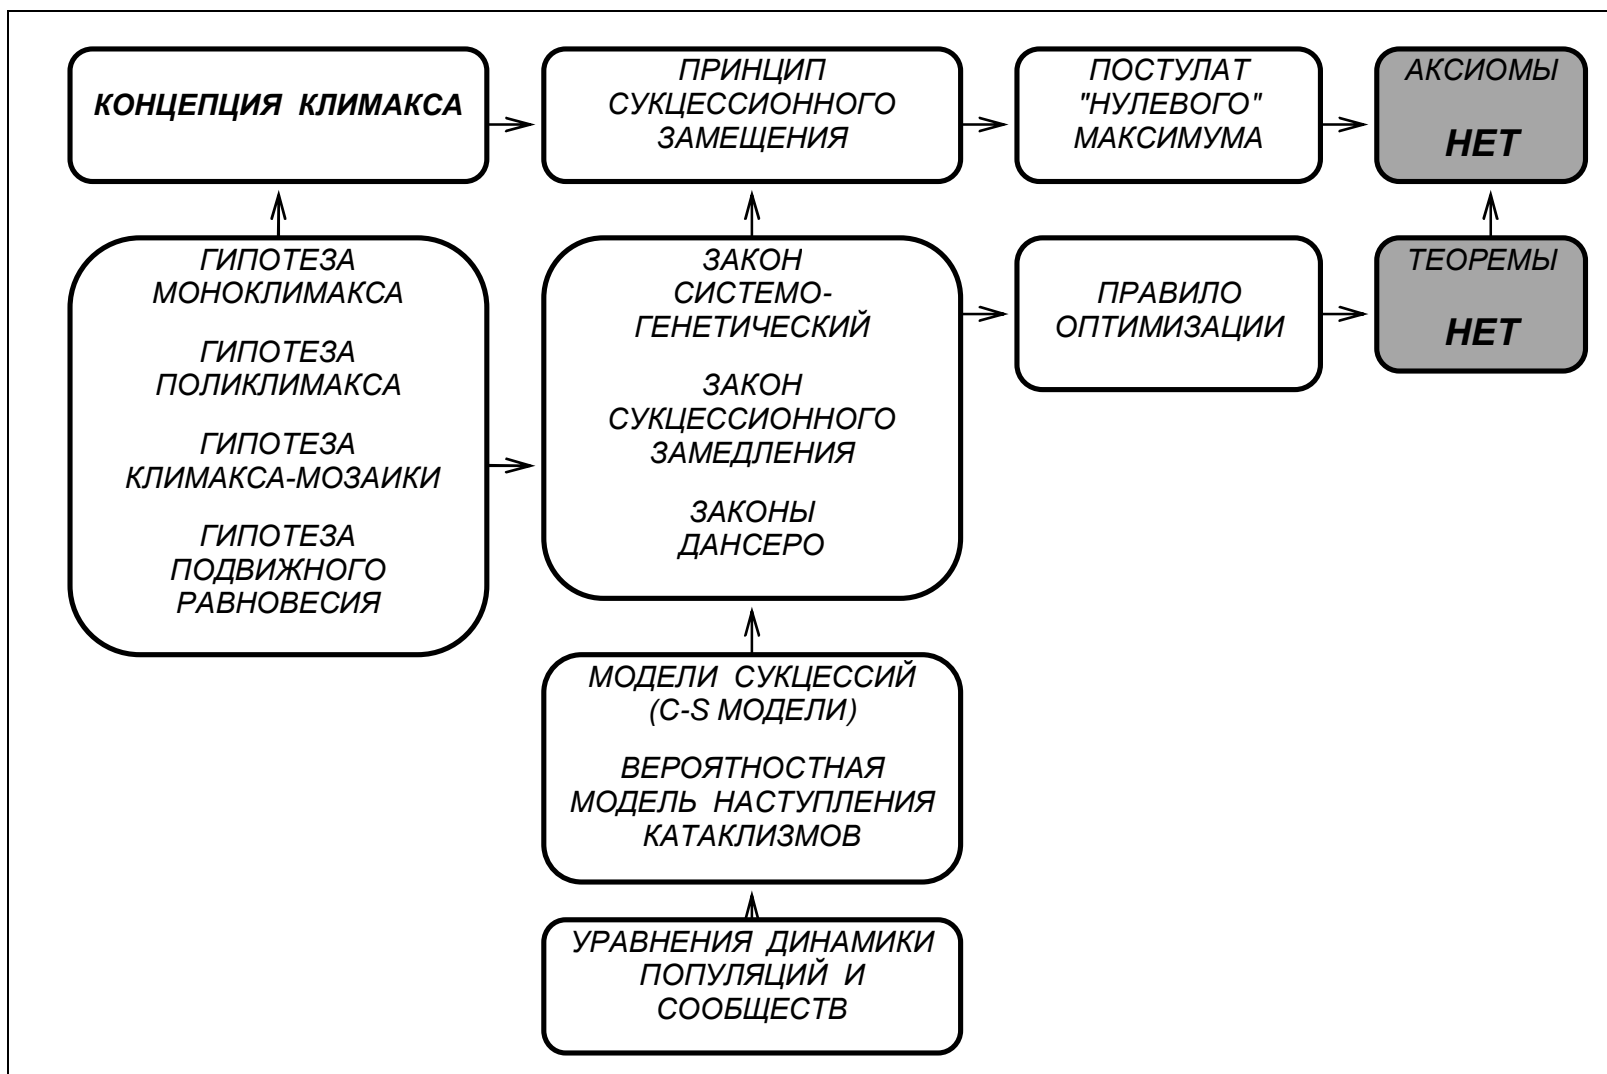 КОНЦЕПЦИЯ КЛИМАКСА
ПРИНЦИП
СУКЦЕССИОННОГО
ЗАМЕЩЕНИЯ
ПОСТУЛАТ
"НУЛЕВОГО"
МАКСИМУМА
АКСИОМЫ
НЕТ
ГИПОТЕЗА
МОНОКЛИМАКСА
ГИПОТЕЗА
ПОЛИКЛИМАКСА
ГИПОТЕЗА
КЛИМАКСА-МОЗАИКИ
ГИПОТЕЗА
ПОДВИЖНОГО
РАВНОВЕСИЯ
ЗАКОН
СИСТЕМО-
ГЕНЕТИЧЕСКИЙ
ЗАКОН
СУКЦЕССИОННОГО
ЗАМЕДЛЕНИЯ
ЗАКОНЫ
ДАНСЕРО
ПРАВИЛО
ОПТИМИЗАЦИИ
ТЕОРЕМЫ
НЕТ
МОДЕЛИ СУКЦЕССИЙ
(C-S МОДЕЛИ)
ВЕРОЯТНОСТНАЯ
МОДЕЛЬ НАСТУПЛЕНИЯ
КАТАКЛИЗМОВ
УРАВНЕНИЯ ДИНАМИКИ
ПОПУЛЯЦИЙ И
СООБЩЕСТВ